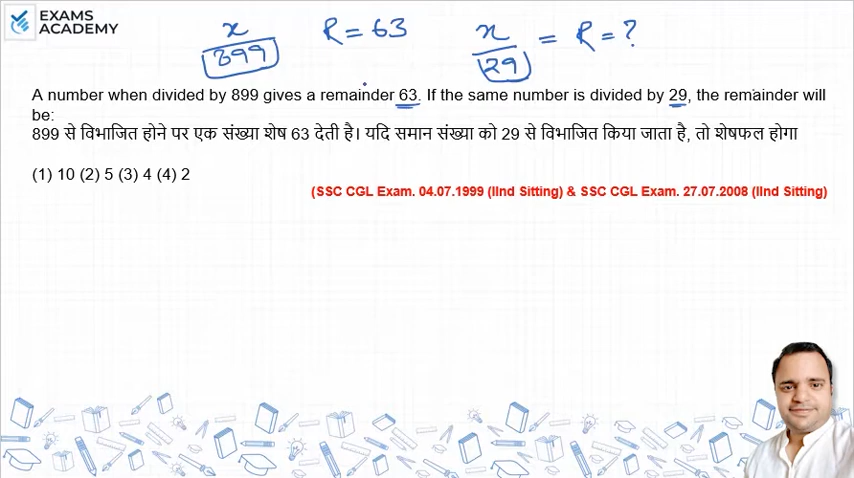 EXAMS
ACADEMY
x/899 R = 63 x/29 = R = ?
A number when divided by 899 gives a remainder 63. If the same number is divided by 29, the remainder will
be:
899 से विभाजित होने पर एक संख्या शेष 63 देती है। यदि समान संख्या को 29 से विभाजित किया जाता है, तो शेषफल होगा
(1) 10 (2) 5 (3) 4 (4) 2
(SSC CGL Exam. 04.07.1999 (IInd Sitting) & SSC CGL Exam. 27.07.2008 (IInd Sitting)